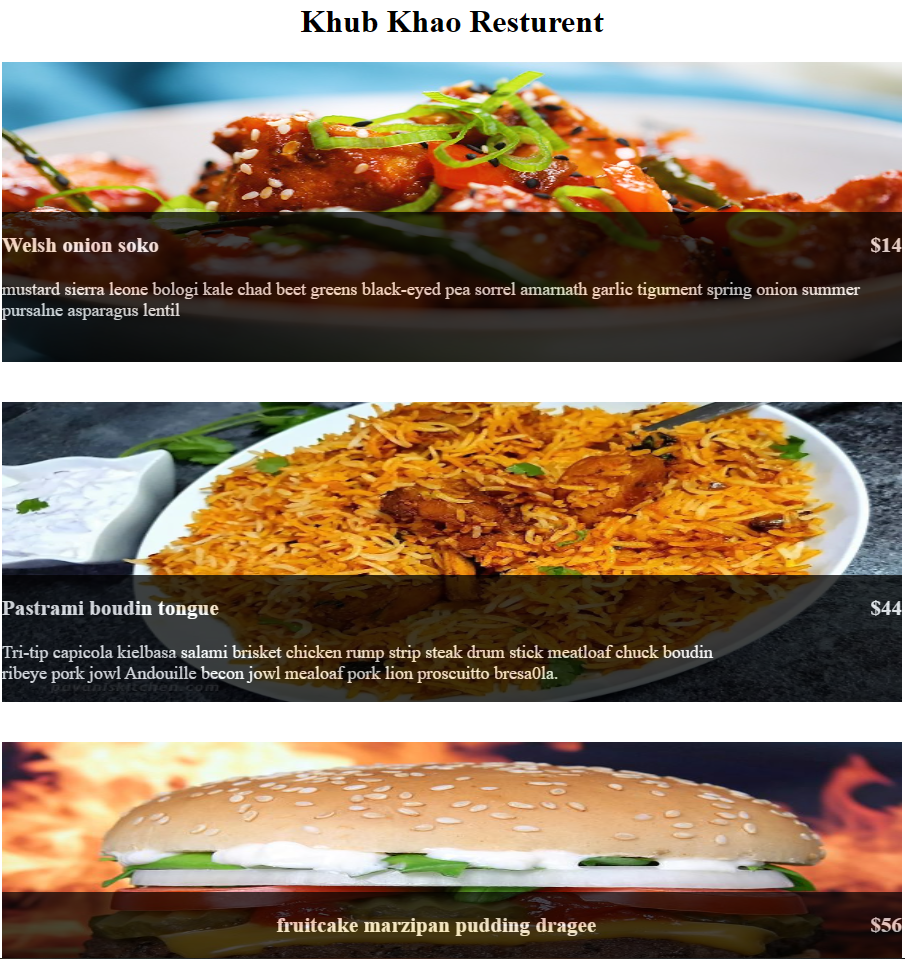 Khub Khao Resturent
Welsh onion soko $14
mustard sierra leone bologi kale chad beet greens black-eyed pea sorrel amarnath garlic tigurnent spring onion summer
pursalne asparagus lentil
Pastrami boudin tongue $44
Tri-tip capicola kielbasa salami brisket chicken rump strip steak drum stick meatloaf chuck boudin
ribeye pork jowl Andouille becon jowl mealoaf pork lion proscuitto bresa0la.
pavaniskitchen.com
fruitcake marzipan pudding dragee $56